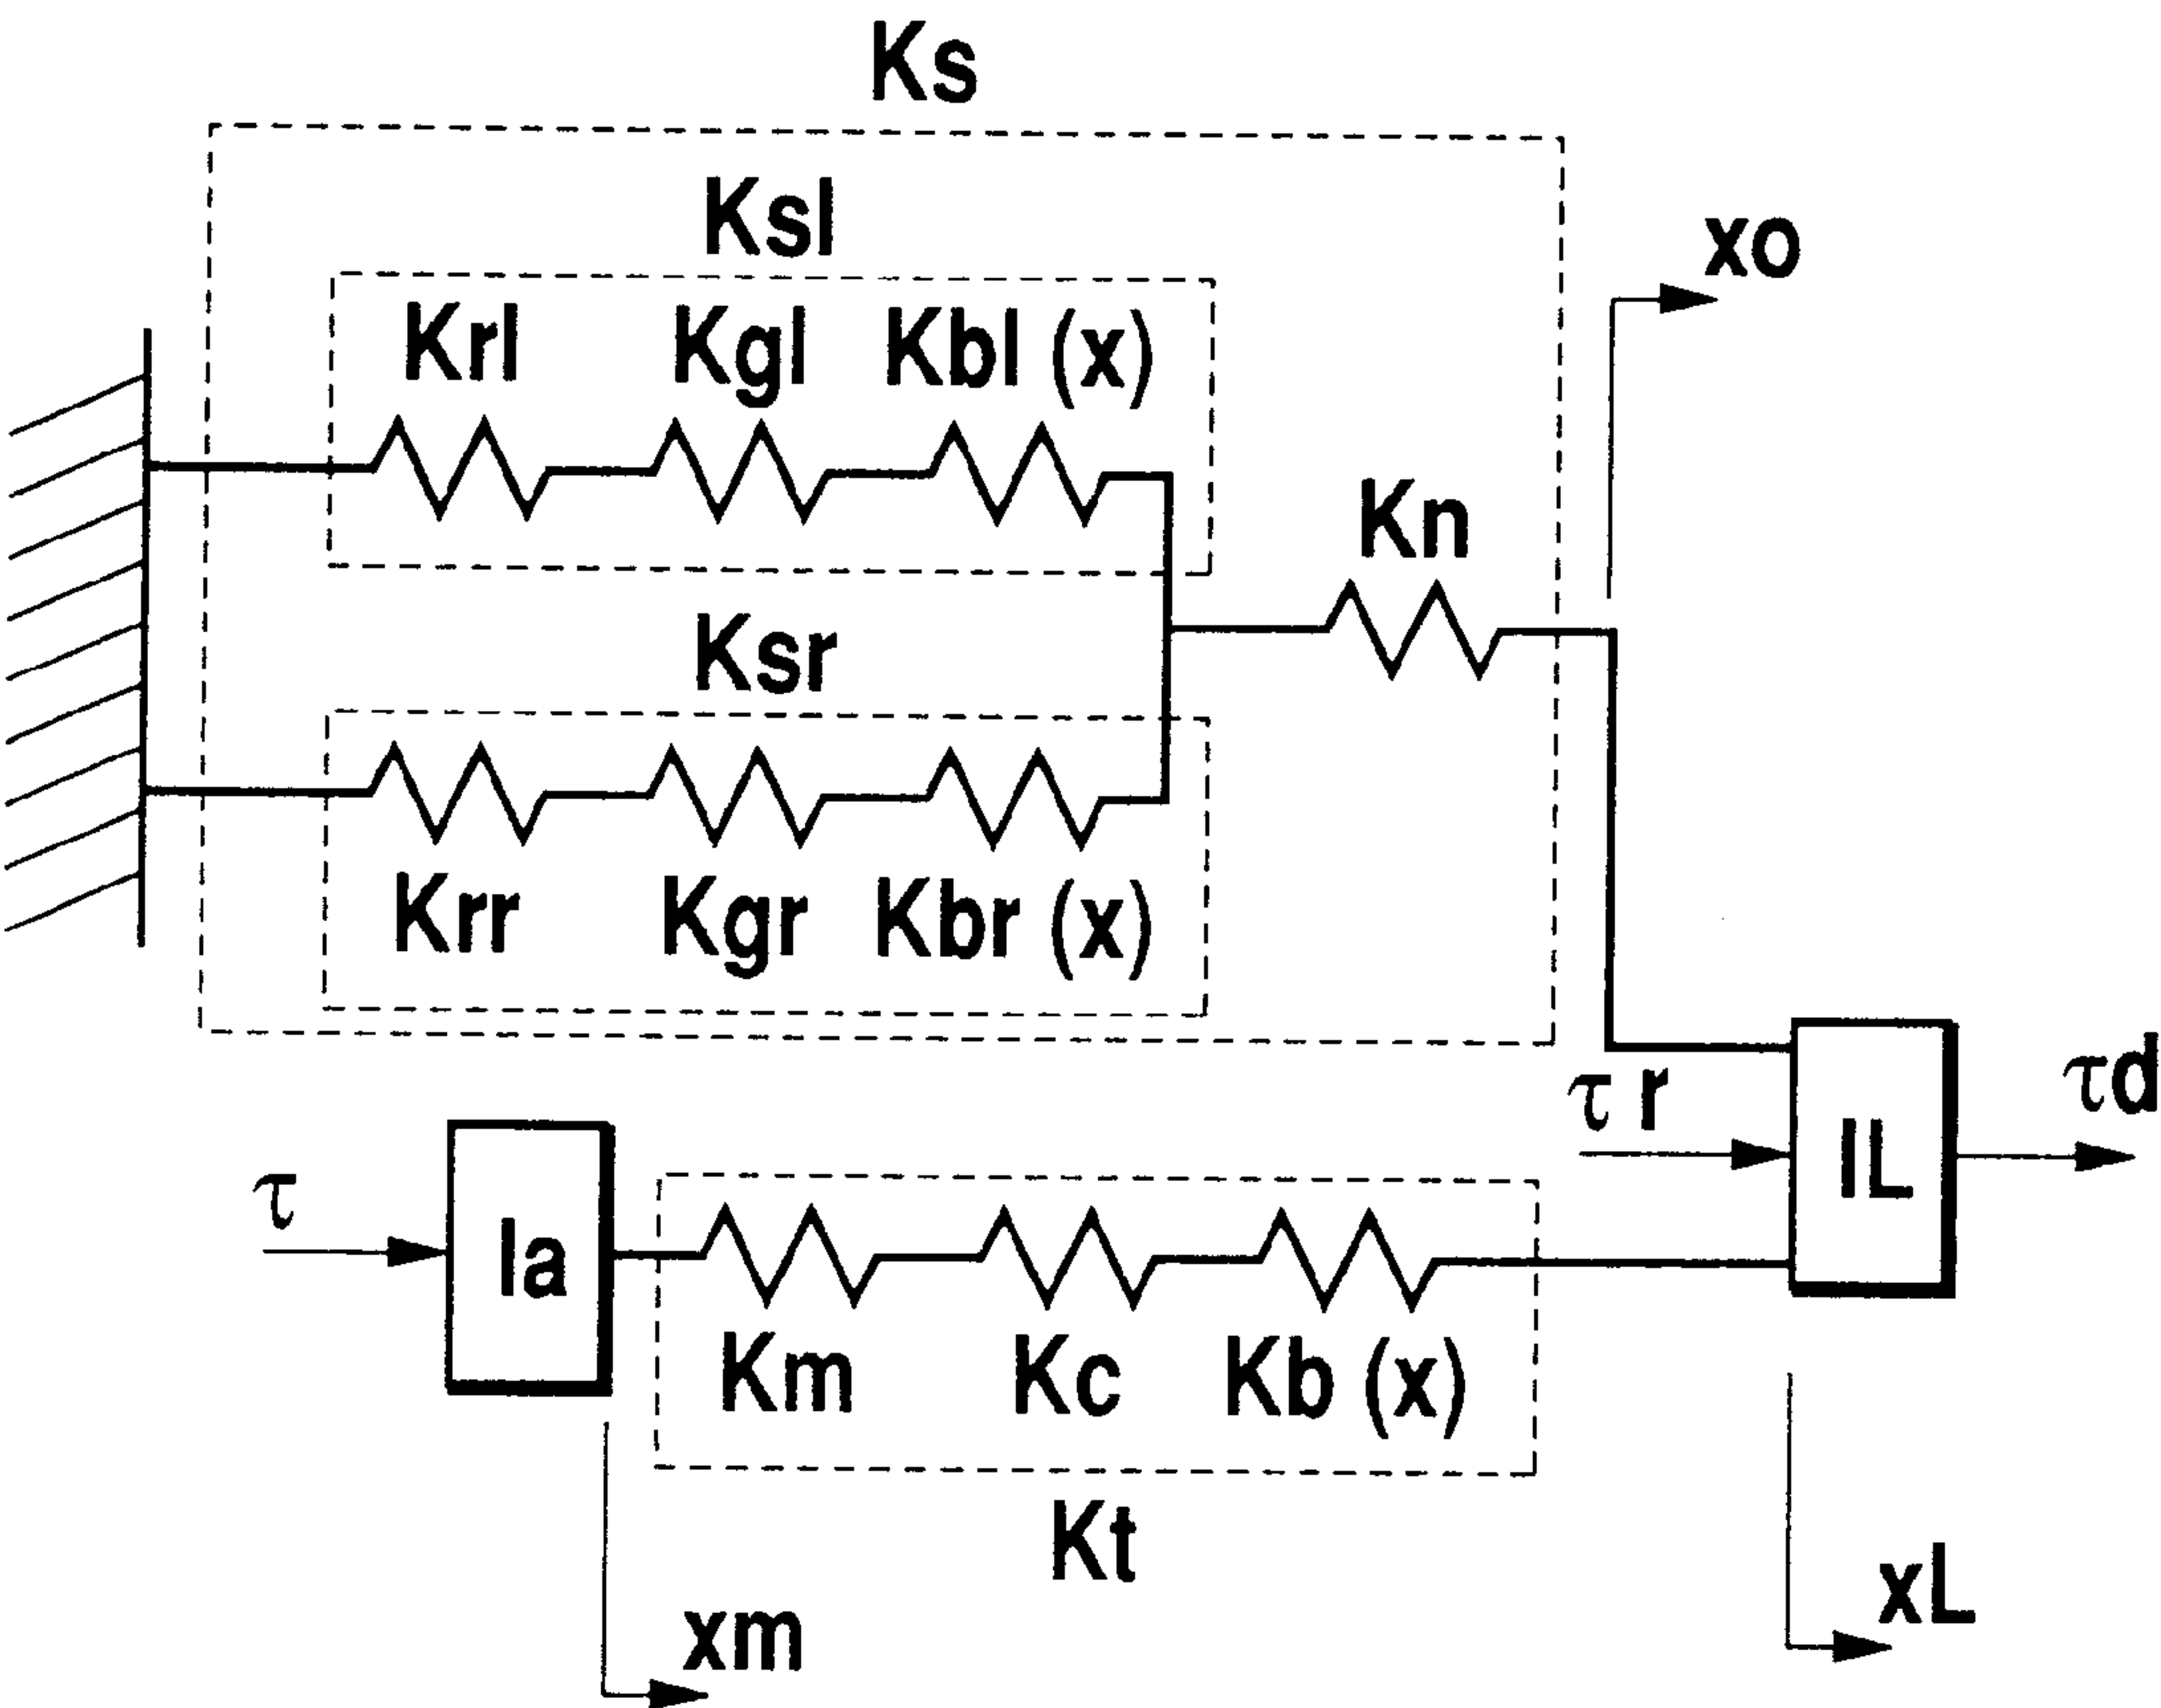 Ks
Ksl
xo
Krl Kgl Kbl (x)
Kn
Ksr
Krr Kgr Kbr (x)
τr
τd
τ
Ia
IL
Km Kc Kb (x)
Kt
xm
xL